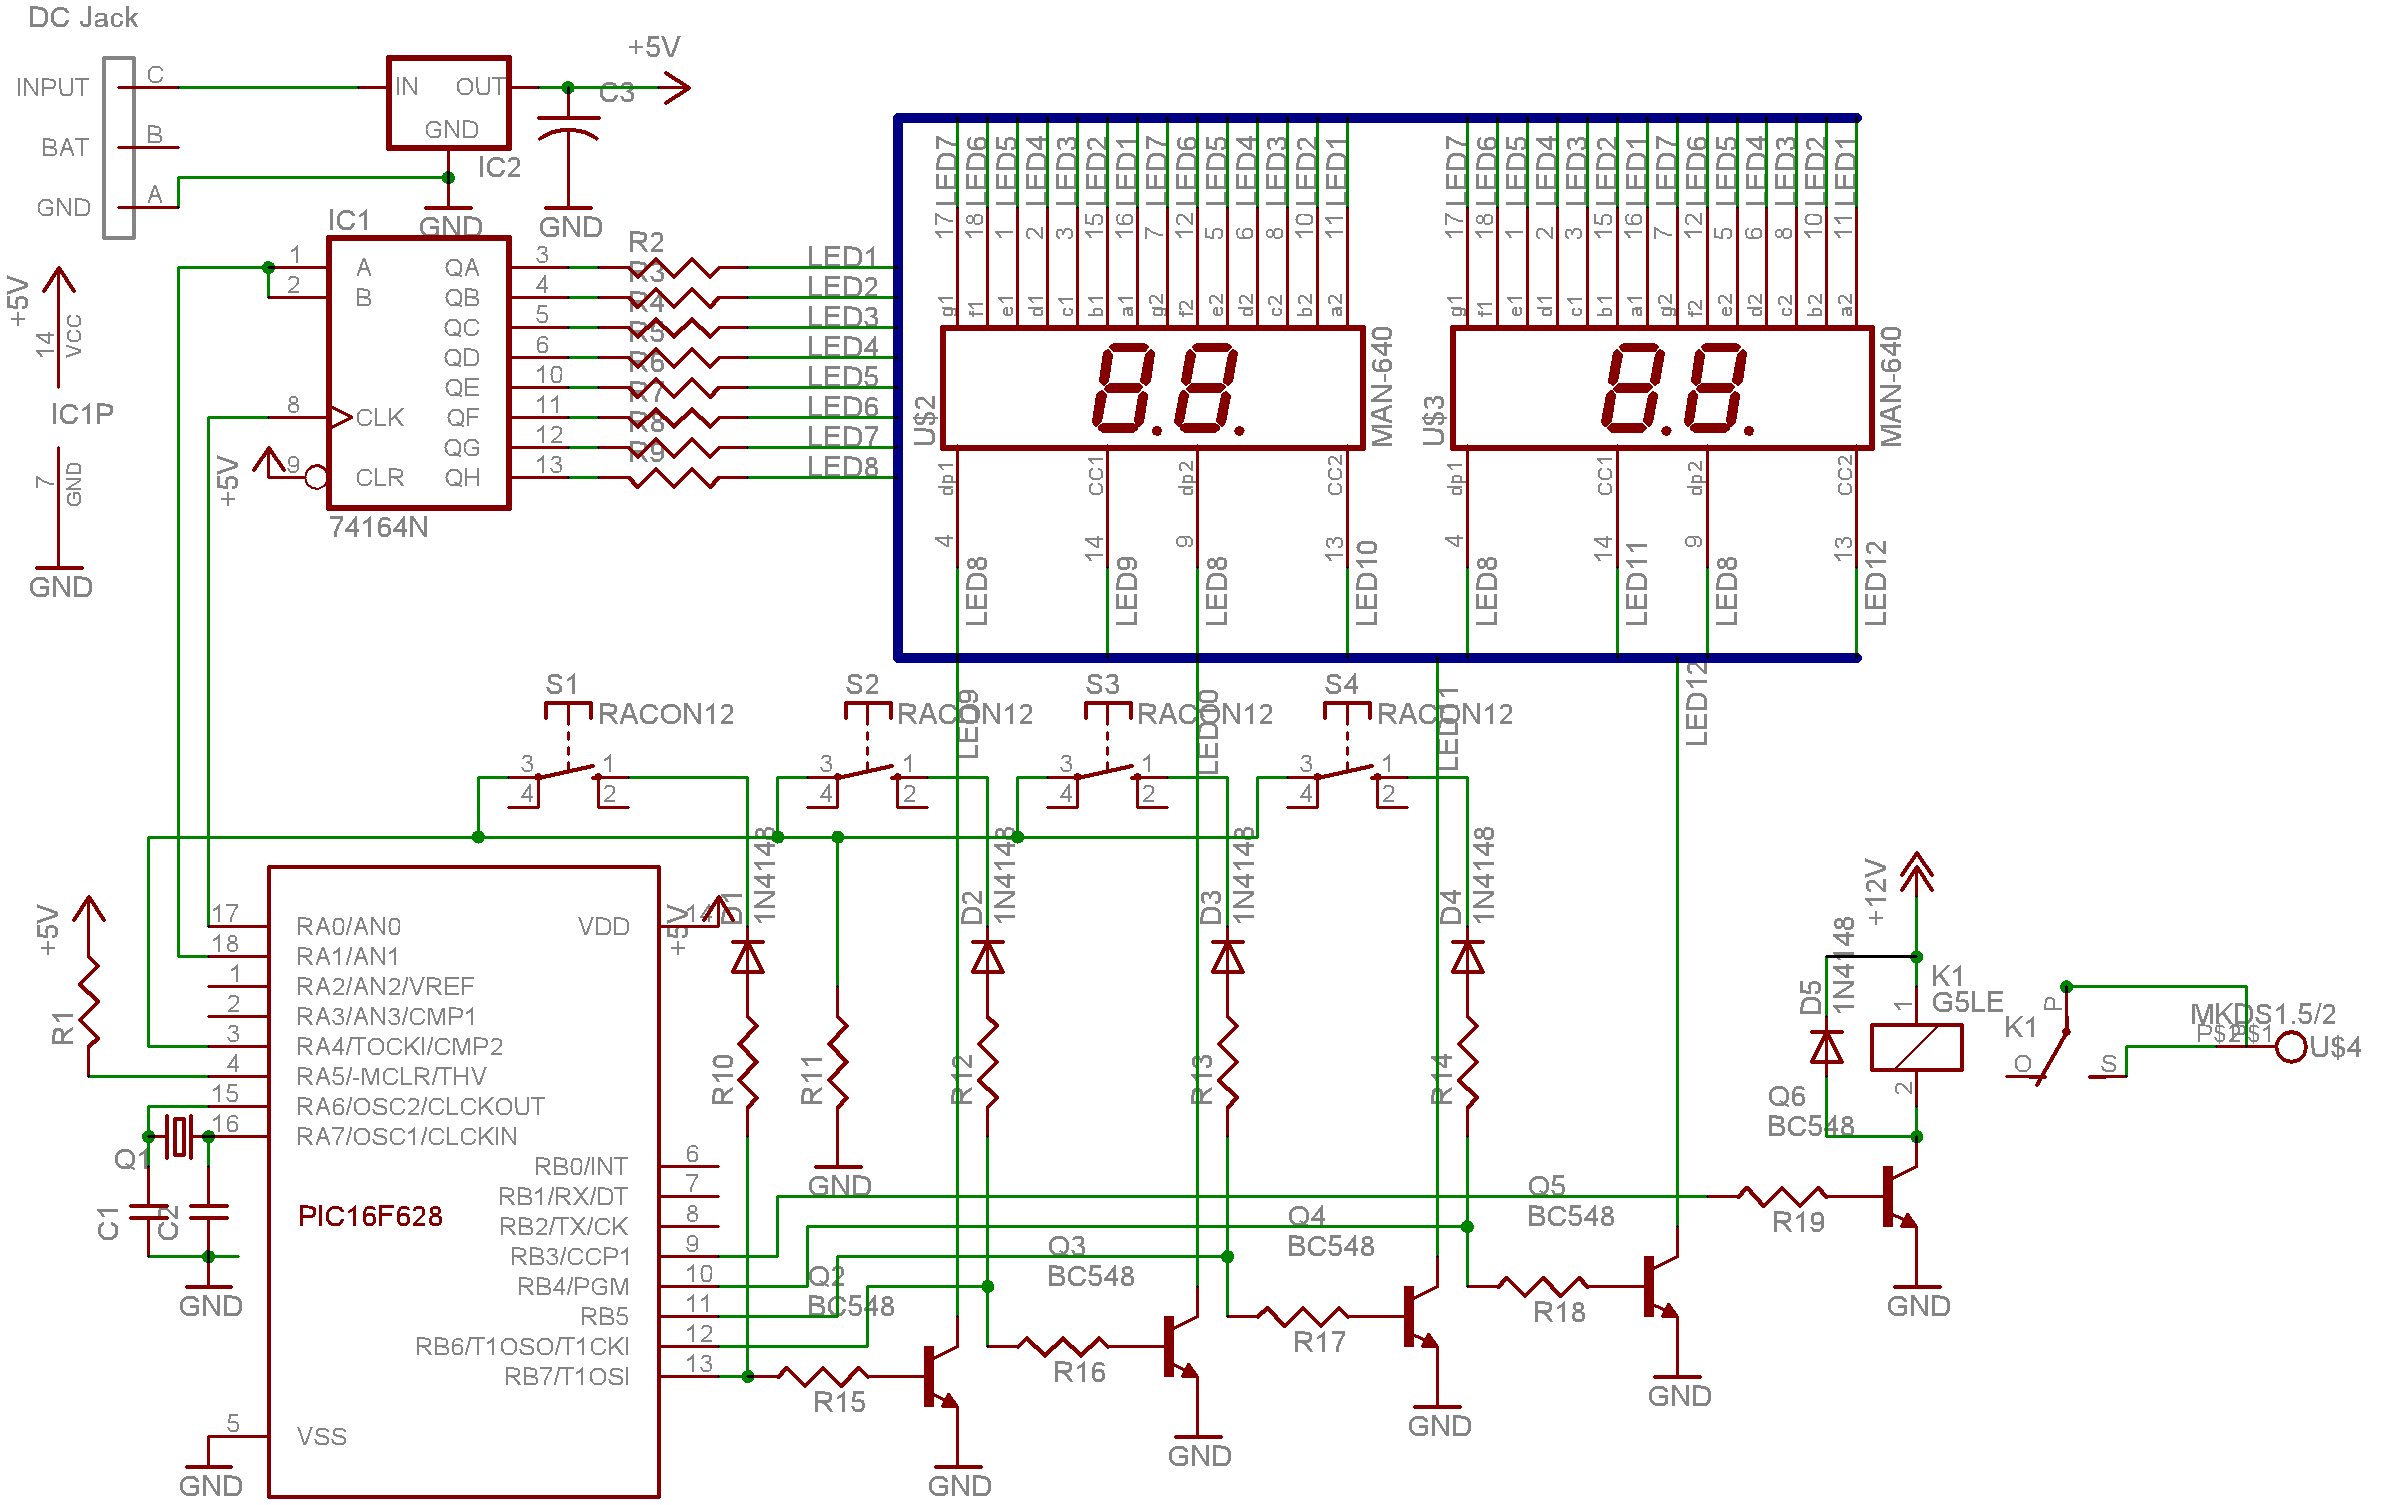 DC Jack
INPUT
BAT
GND
C
B
A
IN
OUT
GND
IC2
GND
+5V
C3
GND
IC1
1
2
8
9
A
B
CLK
CLR
QA
QB
QC
QD
QE
QF
QG
QH
3
4
5
6
10
11
12
13
74164N
+5V
+5V
14
VCC
IC1P
7
GND
GND
R2
R3
R4
R5
R6
R7
R8
R9
LED1
LED2
LED3
LED4
LED5
LED6
LED7
LED8
LED7
LED6
LED5
LED4
LED3
LED2
LED1
LED7
LED6
LED5
LED4
LED3
LED2
LED1
17
18
1
2
3
15
16
7
12
5
6
8
10
11
g1
f1
e1
d1
c1
b1
a1
g2
f2
e2
d2
c2
b2
a2
U$2
8.8.
MAN-640
dp1
CC1
dp2
CC2
4
14
9
13
LED8
LED9
LED8
LED10
LED7
LED6
LED5
LED4
LED3
LED2
LED1
LED7
LED6
LED5
LED4
LED3
LED2
LED1
17
18
1
2
3
15
16
7
12
5
6
8
10
11
g1
f1
e1
d1
c1
b1
a1
g2
f2
e2
d2
c2
b2
a2
U$3
8.8.
MAN-640
dp1
CC1
dp2
CC2
4
14
9
13
LED8
LED11
LED8
LED12
S1
RACON12
3
1
4
2
S2
RACON12
3
1
4
2
S3
RACON12
3
1
4
2
S4
RACON12
3
1
4
2
LED9
LED10
LED11
LED12
+5V
R1
17
18
1
2
3
4
15
16
RA0/AN0
RA1/AN1
RA2/AN2/VREF
RA3/AN3/CMP1
RA4/TOCKI/CMP2
RA5/-MCLR/THV
RA6/OSC2/CLCKOUT
RA7/OSC1/CLCKIN
VDD
14
+5V
Q1
C1
C2
GND
PIC16F628
RB0/INT
RB1/RX/DT
RB2/TX/CK
RB3/CCP1
RB4/PGM
RB5
RB6/T1OSO/T1CKI
RB7/T1OSI
6
7
8
9
10
11
12
13
5
VSS
GND
D1
1N4148
D2
1N4148
D3
1N4148
D4
1N4148
R10
R11
R12
R13
R14
GND
Q2
BC548
Q3
BC548
Q4
BC548
Q5
BC548
R15
R16
R17
R18
R19
GND
GND
GND
GND
GND
+12V
D5
1N4148
Q6
BC548
K1
G5LE
1
2
K1
P
O
S
MKDS1.5/2
P$2
P$1
U$4